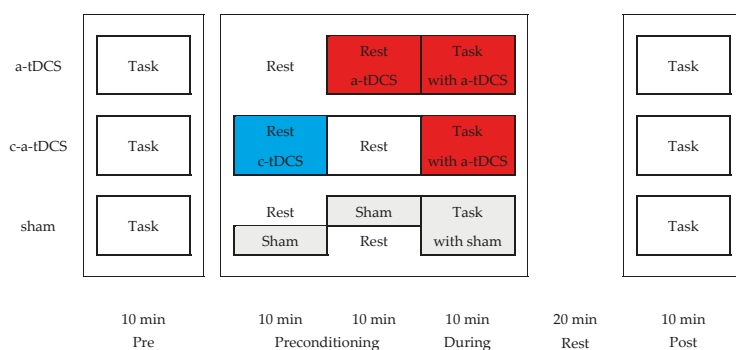 a-tDCS
Task
Rest
Rest
a-tDCS
Task
with a-tDCS
Task
c-a-tDCS
Task
Rest
c-tDCS
Rest
Task
with a-tDCS
Task
sham
Task
Rest
Sham
Sham
Rest
Task
with sham
Task
10 min 10 min 10 min 10 min 20 min 10 min
Pre Preconditioning During Rest Post